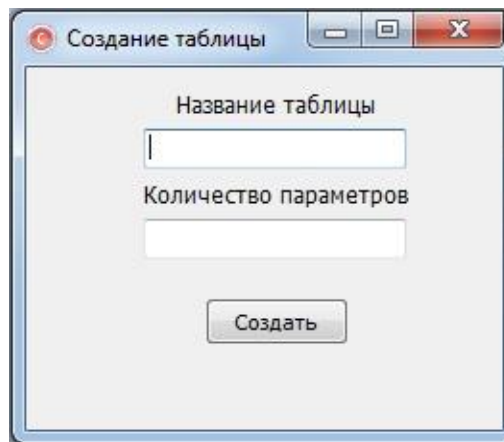 Создание таблицы
Название таблицы
Количество параметров
Создать